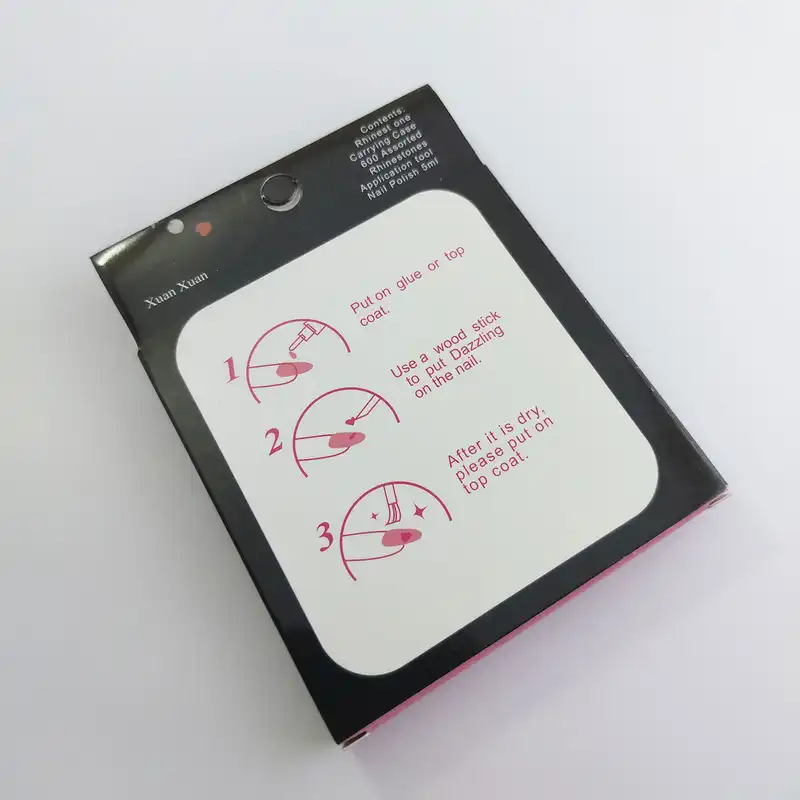 Contents:
Rhinest one
Carrying Case
600 Assorted
Rhinestones
Application tool
Nail Polish 5ml
Xuan Xuan
1
Put on glue or top
coat.
2
Use a wood stick
to put Dazzling
on the nail.
3
After it is dry,
please put on
top coat.